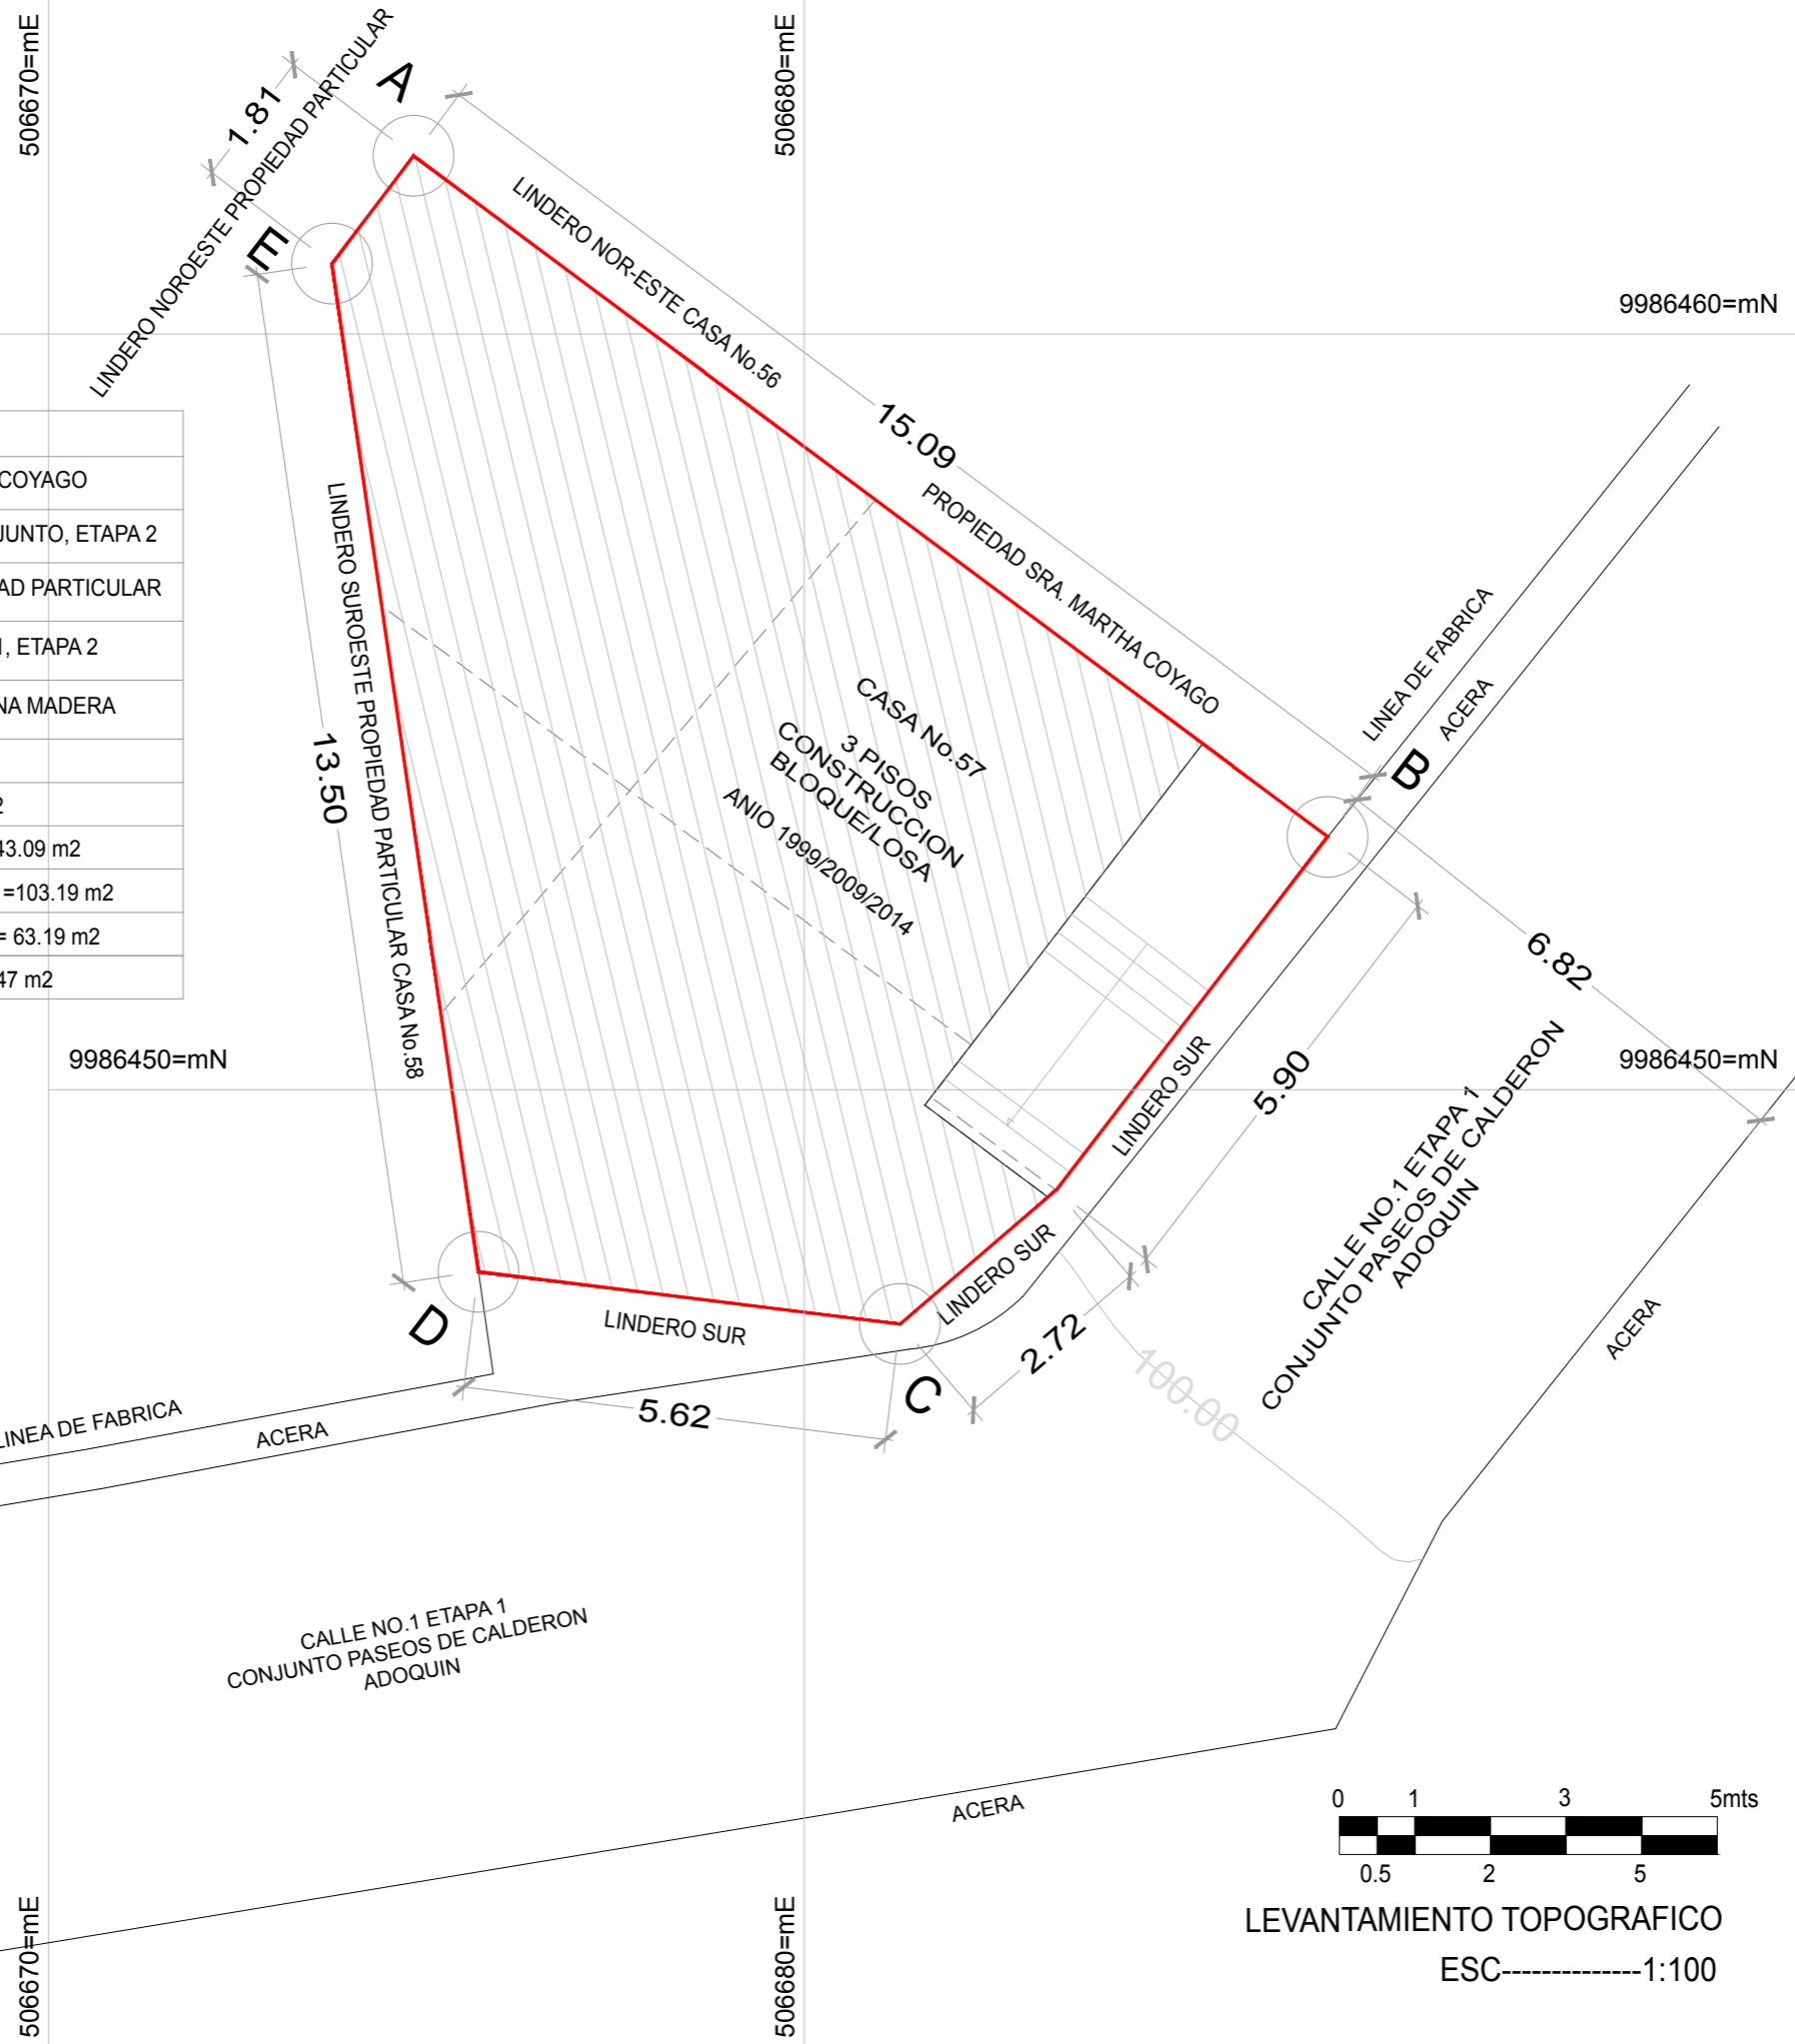 506670=mE
506680=mE
A
1.81
LINDERO NOROESTE PROPIEDAD PARTICULAR
E
LINDERO NOR-ESTE CASA No.56
9986460=mN
15.09
PROPIEDAD SRA. MARTHA COYAGO
COYAGO
JUNTO, ETAPA 2
AD PARTICULAR
, ETAPA 2
NA MADERA
2
43.09 m2
=103.19 m2
= 63.19 m2
47 m2
LINDERO SUROESTE PROPIEDAD PARTICULAR CASA No.58
13.50
CASA No.57
3 PISOS
CONSTRUCCION
BLOQUE/LOSA
ANIO 1999/2009/2014
LINEA DE FABRICA
ACERA
B
6.82
9986450=mN
9986450=mN
LINDERO SUR
5.90
CALLE NO.1 ETAPA 1
CONJUNTO PASEOS DE CALDERON
ADOQUIN
ACERA
D
LINDERO SUR
LINDERO SUR
C
2.72
100.00
5.62
LINEA DE FABRICA
ACERA
CALLE NO.1 ETAPA 1
CONJUNTO PASEOS DE CALDERON
ADOQUIN
ACERA
0 1 3 5mts
0.5 2 5
LEVANTAMIENTO TOPOGRAFICO
ESC--------------1:100
506670=mE
506680=mE